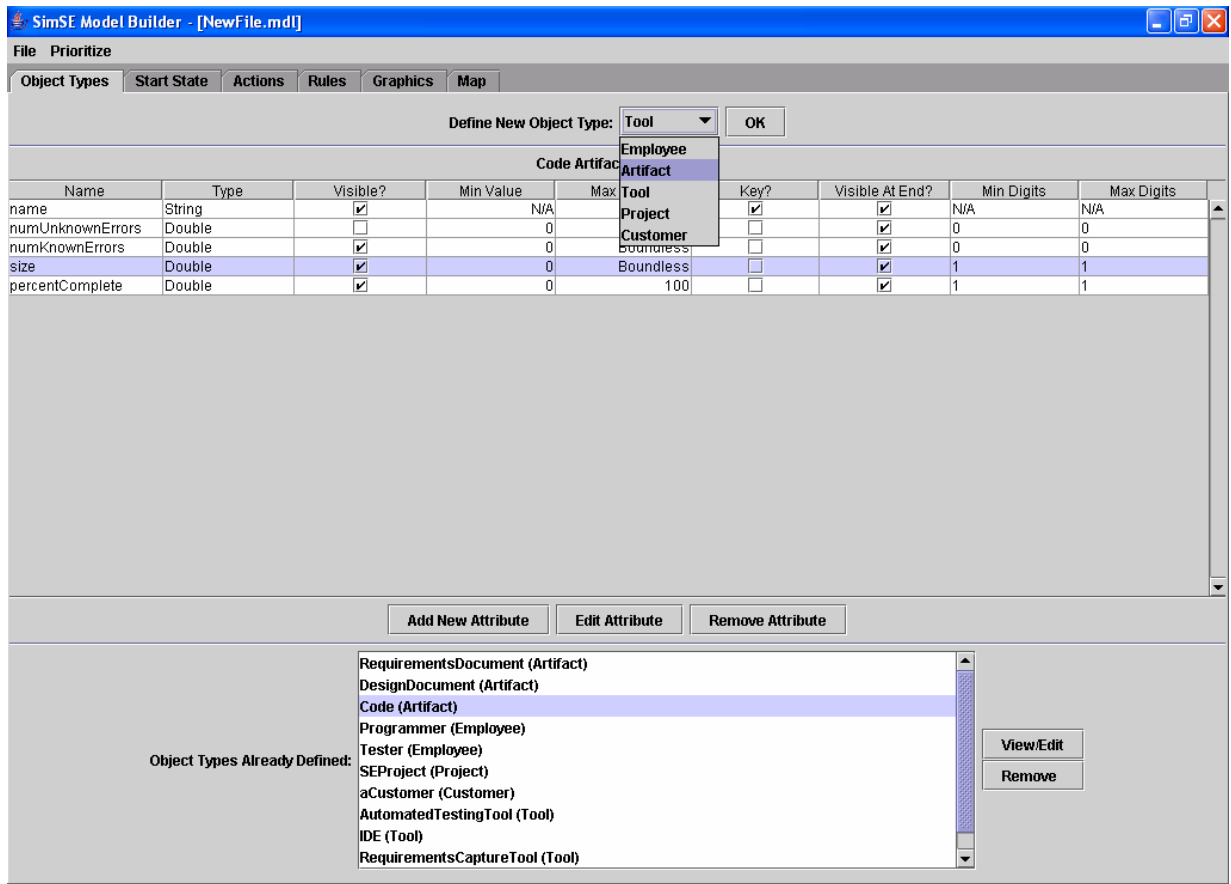 SimSE Model Builder - [NewFile.mdl]
File Prioritize
Object Types Start State Actions Rules Graphics Map
Define New Object Type: Tool OK
Employee
Code Artifac
Artifact
Tool
Project
Customer
Name Type Visible? Min Value Max Key? Visible At End? Min Digits Max Digits
name String N/A N/A N/A
numUnknownErrors Double 0 0 0
numKnownErrors Double 0 Boundless 0 0
size Double 0 Boundless 1 1
percentComplete Double 0 100 1 1
Add New Attribute Edit Attribute Remove Attribute
Object Types Already Defined:
RequirementsDocument (Artifact)
DesignDocument (Artifact)
Code (Artifact)
Programmer (Employee)
Tester (Employee)
SEProject (Project)
aCustomer (Customer)
AutomatedTestingTool (Tool)
IDE (Tool)
RequirementsCaptureTool (Tool)
View/Edit
Remove